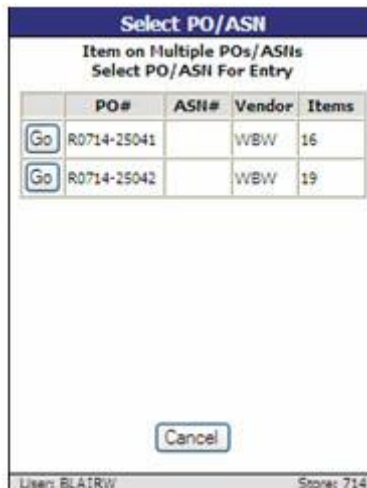 Select PO/ASN
Item on Multiple POs/ASNs
Select PO/ASN For Entry
PO# ASN# Vendor Items
Go R0714-25041 WBW 16
Go R0714-25042 WBW 19
Cancel
User: BLAIRW Store: 714